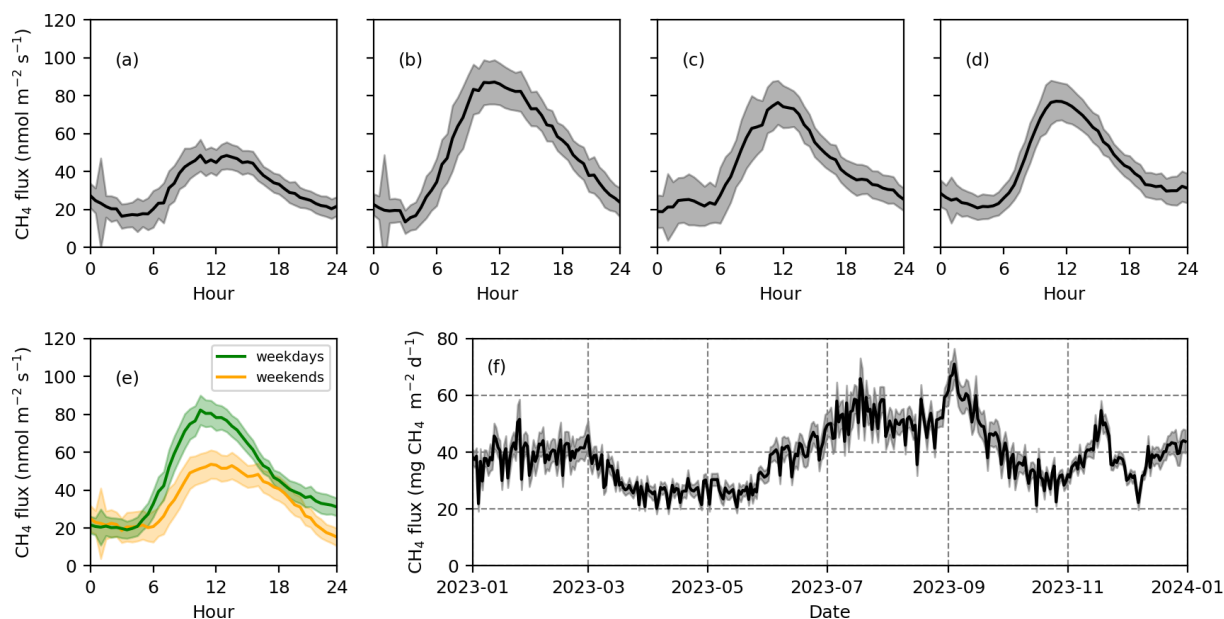 120
100
80
60
40
20
0
CH₄ flux (nmol m⁻² s⁻¹)
(a)
0 6 12 18 24
Hour
(b)
0 6 12 18 24
Hour
(c)
0 6 12 18 24
Hour
(d)
0 6 12 18 24
Hour
120
100
80
60
40
20
0
CH₄ flux (nmol m⁻² s⁻¹)
(e)
weekdays
weekends
0 6 12 18 24
Hour
80
60
40
20
0
CH₄ flux (mg CH₄ m⁻² d⁻¹)
(f)
2023-01 2023-03 2023-05 2023-07 2023-09 2023-11 2024-01
Date